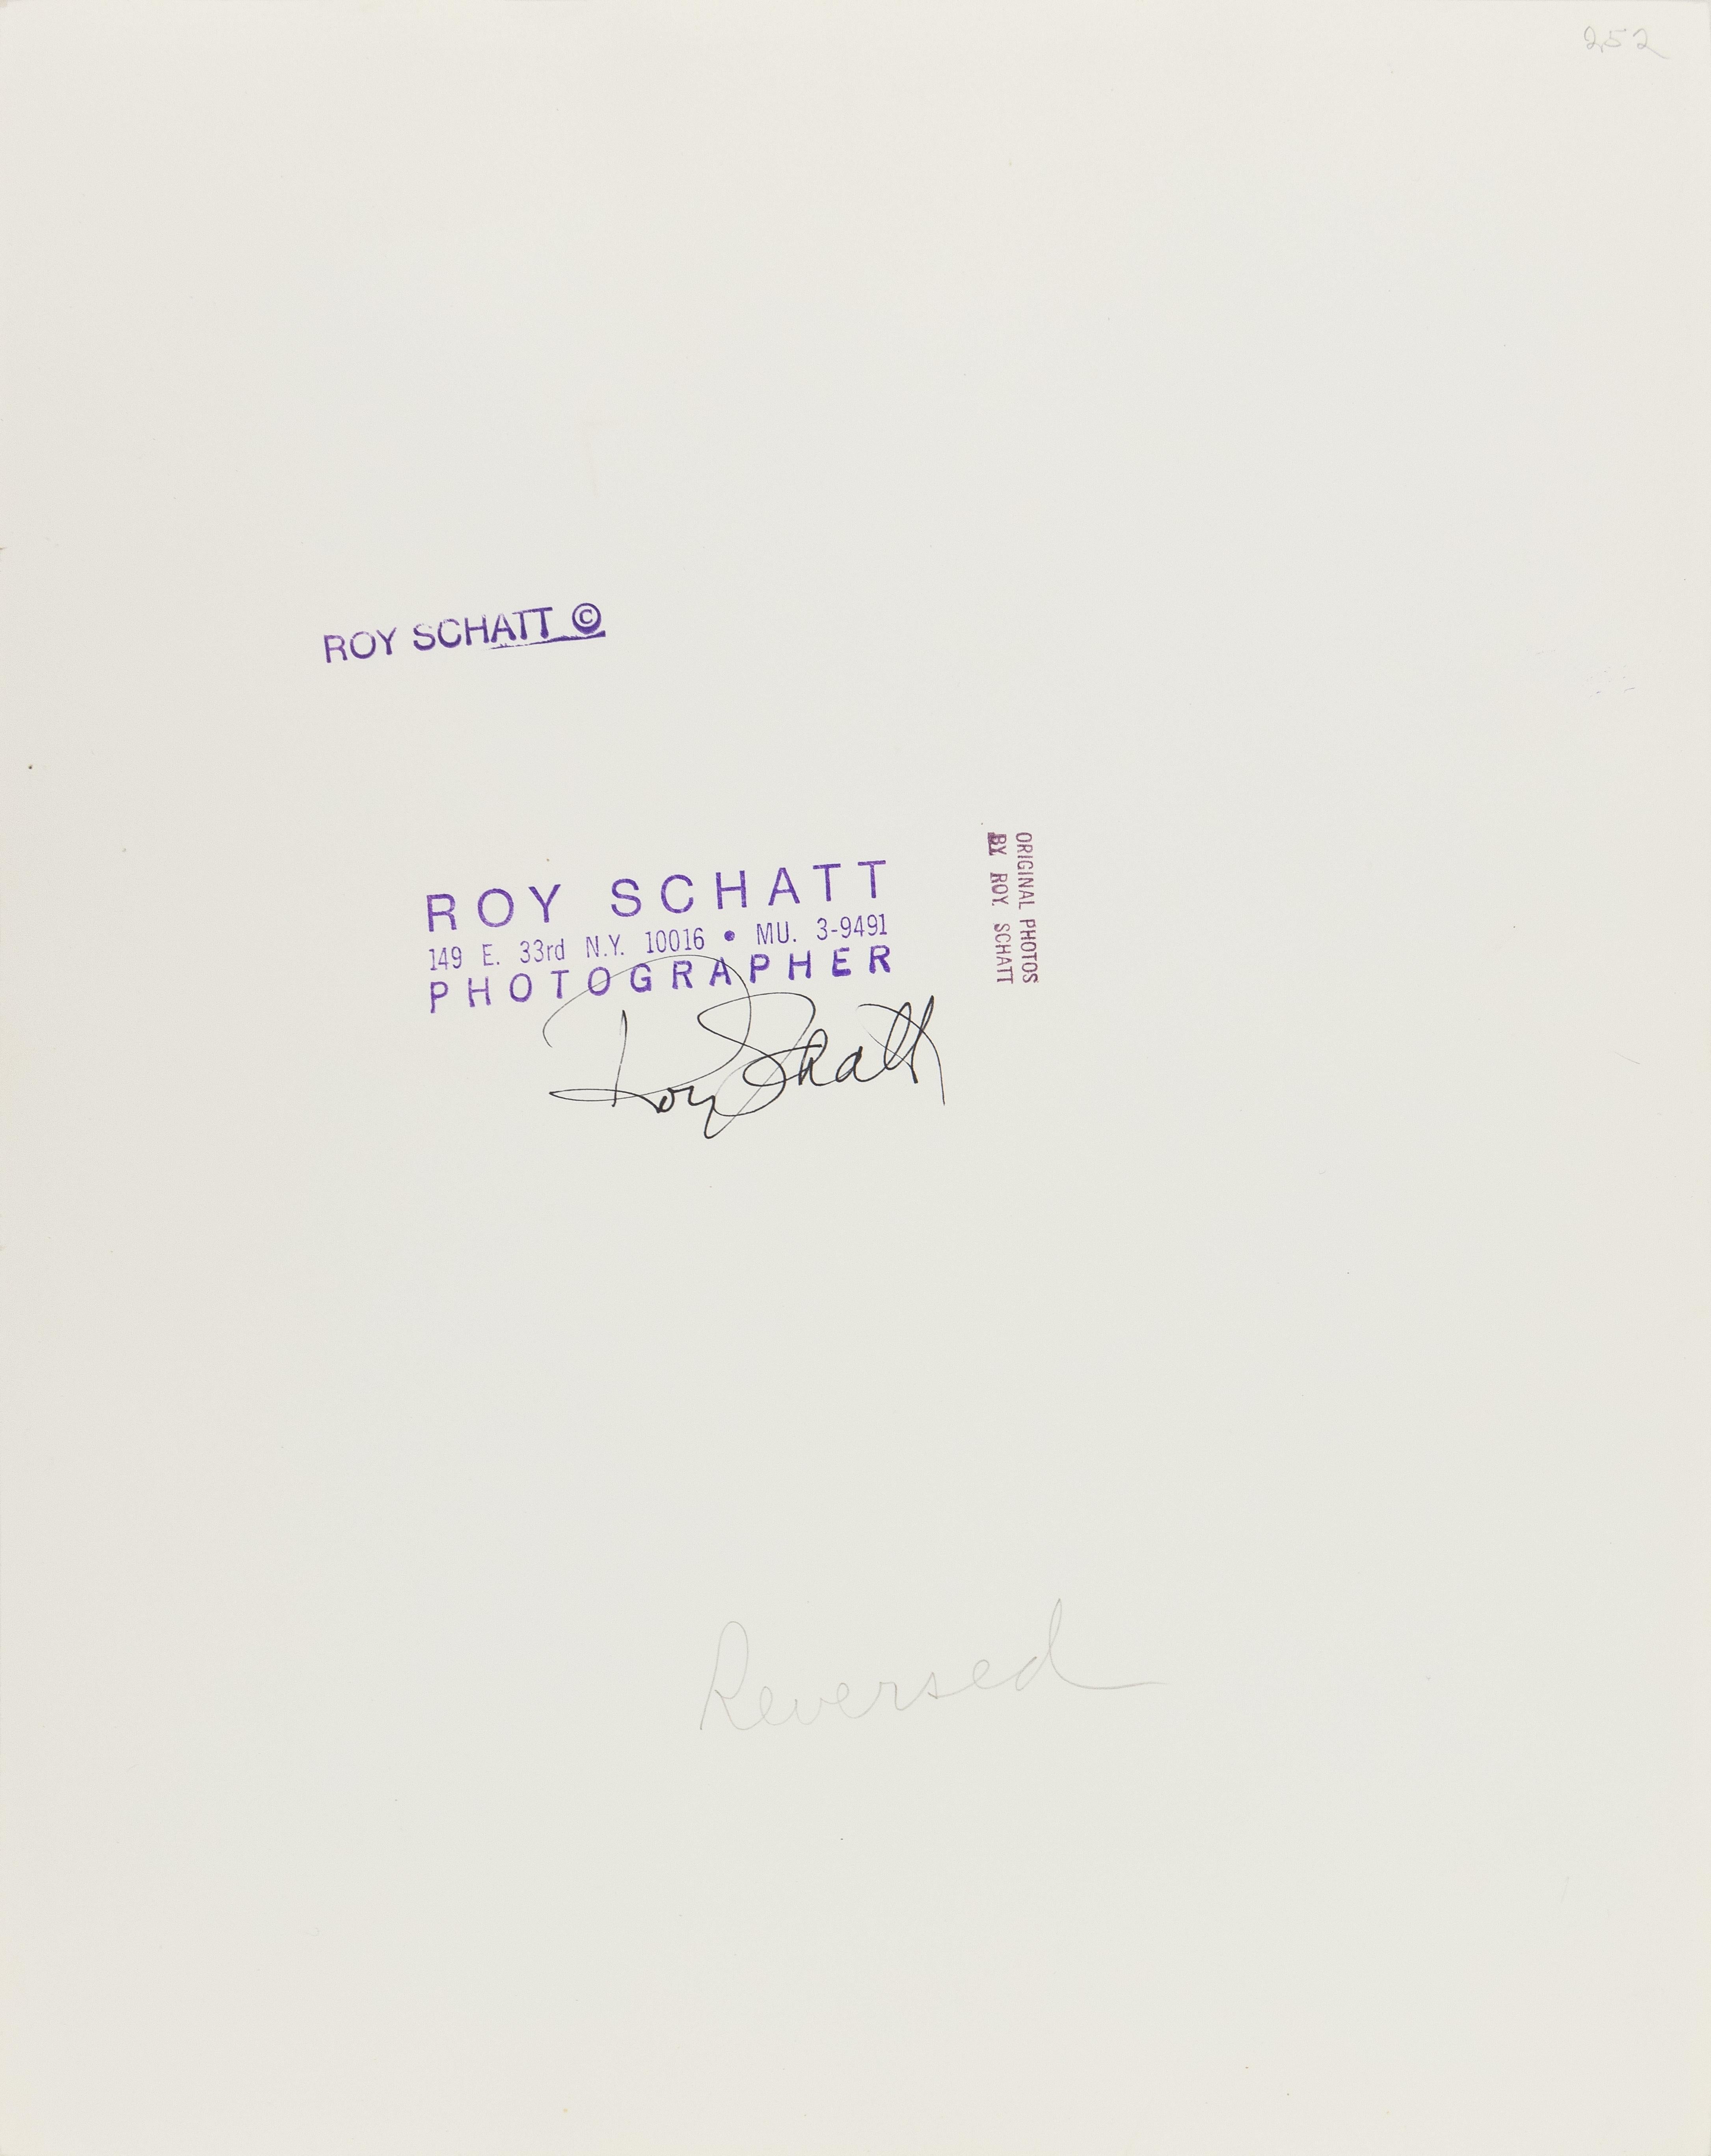 252
ROY SCHATT ©
ROY SCHATT
149 E. 33rd N.Y. 10016 • MU. 3-9491
PHOTOGRAPHER
Roy Schatt
ORIGINAL PHOTOS
BY ROY. SCHATT
Reversed